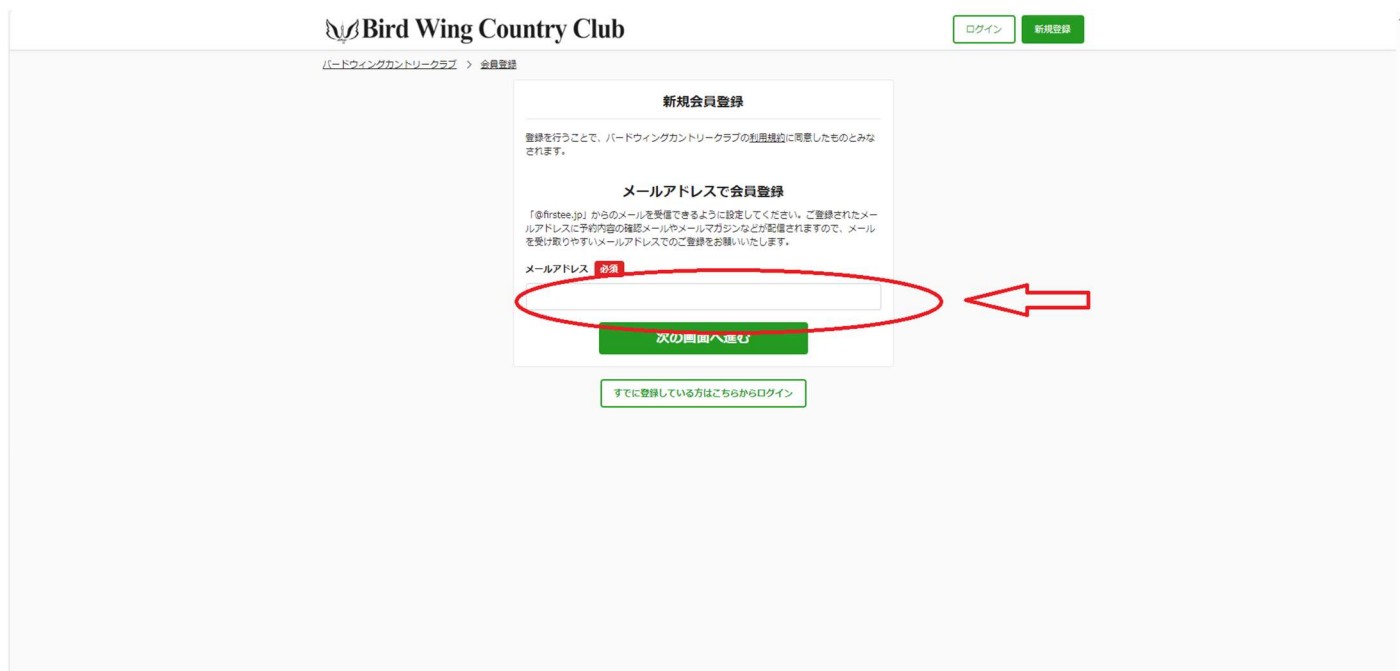 Bird Wing Country Club
ログイン
新規登録
バードウィングカントリークラブ > 会員登録
新規会員登録
登録を行うことで、バードウィングカントリークラブの利用規約に同意したものとみな
されます。
メールアドレスで会員登録
「@firstee.jp」からのメールを受信できるように設定してください。ご登録されたメー
ルアドレスに予約内容の確認メールやメールマガジンなどが配信されますので、メール
を受け取りやすいメールアドレスでのご登録をお願いいたします。
メールアドレス 必須
次の画面へ進む
すでに登録している方はこちらからログイン